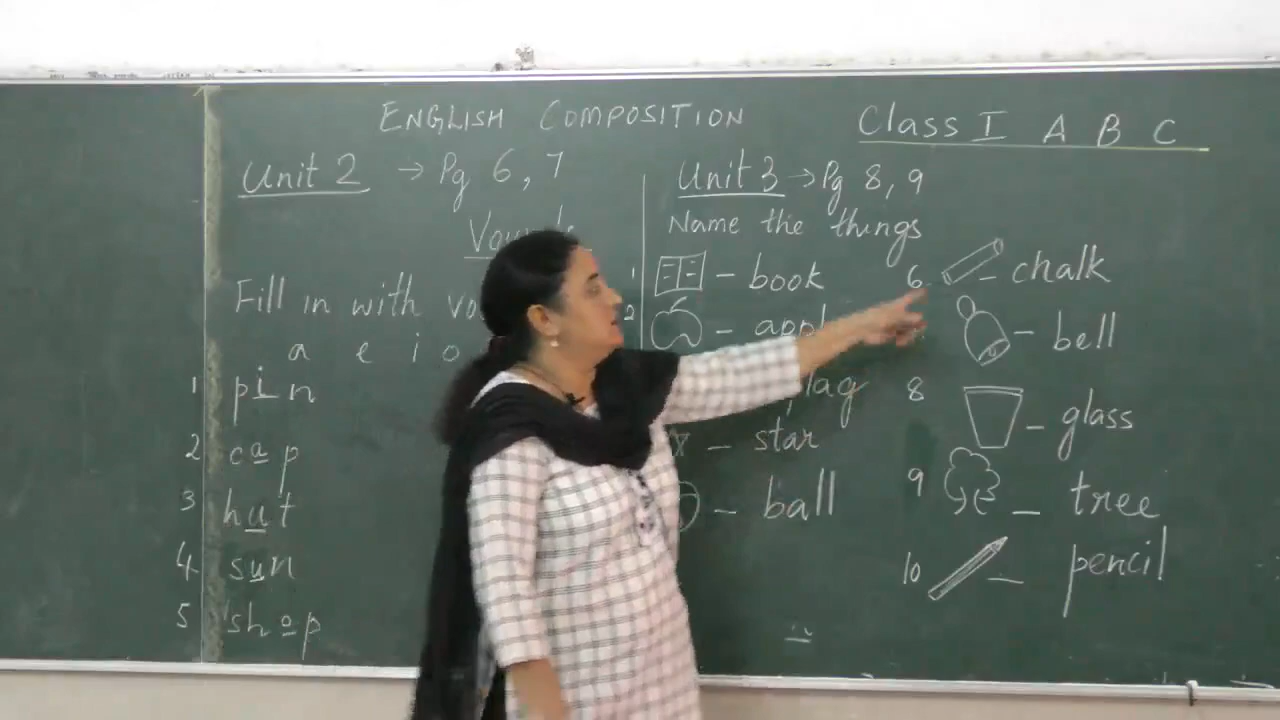 ENGLISH COMPOSITION
Class I A B C
Unit 2 → Pg 6, 7
Fill in with
a e i o
1 pin
2 cap
3 hut
4 sun
5 shop
Unit 3 → Pg 8, 9
Name the things
1 – book
2 –
– star
– ball
6 – chalk
– bell
8 – glass
9 – tree
10 – pencil